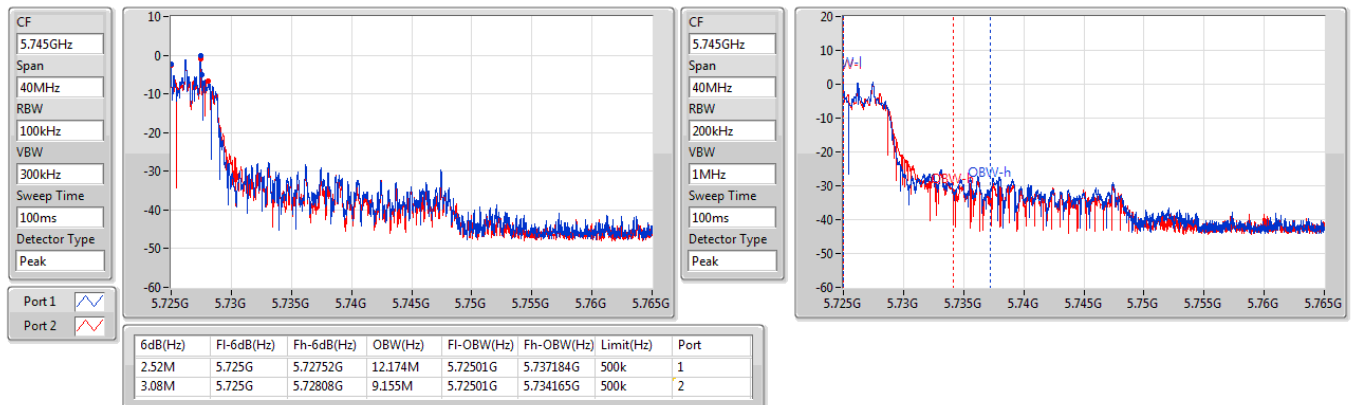 CF
5.745GHz
Span
40MHz
RBW
100kHz
VBW
300kHz
Sweep Time
100ms
Detector Type
Peak
Port 1
Port 2
10
0
-10
-20
-30
-40
-50
-60
5.725G 5.73G 5.735G 5.74G 5.745G 5.75G 5.755G 5.76G 5.765G
CF
5.745GHz
Span
40MHz
RBW
200kHz
VBW
1MHz
Sweep Time
100ms
Detector Type
Peak
20
10
0
-10
-20
-30
-40
-50
-60
W-l
OBW-h
5.725G 5.73G 5.735G 5.74G 5.745G 5.75G 5.755G 5.76G 5.765G
6dB(Hz) Fl-6dB(Hz) Fh-6dB(Hz) OBW(Hz) Fl-OBW(Hz) Fh-OBW(Hz) Limit(Hz) Port
2.52M 5.725G 5.72752G 12.174M 5.72501G 5.737184G 500k 1
3.08M 5.725G 5.72808G 9.155M 5.72501G 5.734165G 500k 2